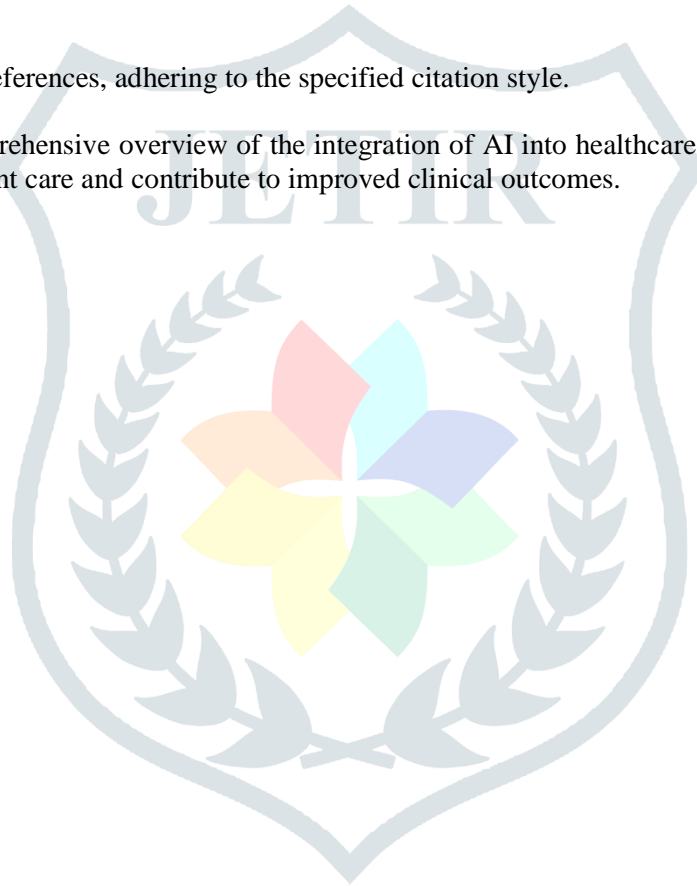 eferences, adhering to the specified citation style.
rehensive overview of the integration of AI into healthcare
nt care and contribute to improved clinical outcomes.
JETIR